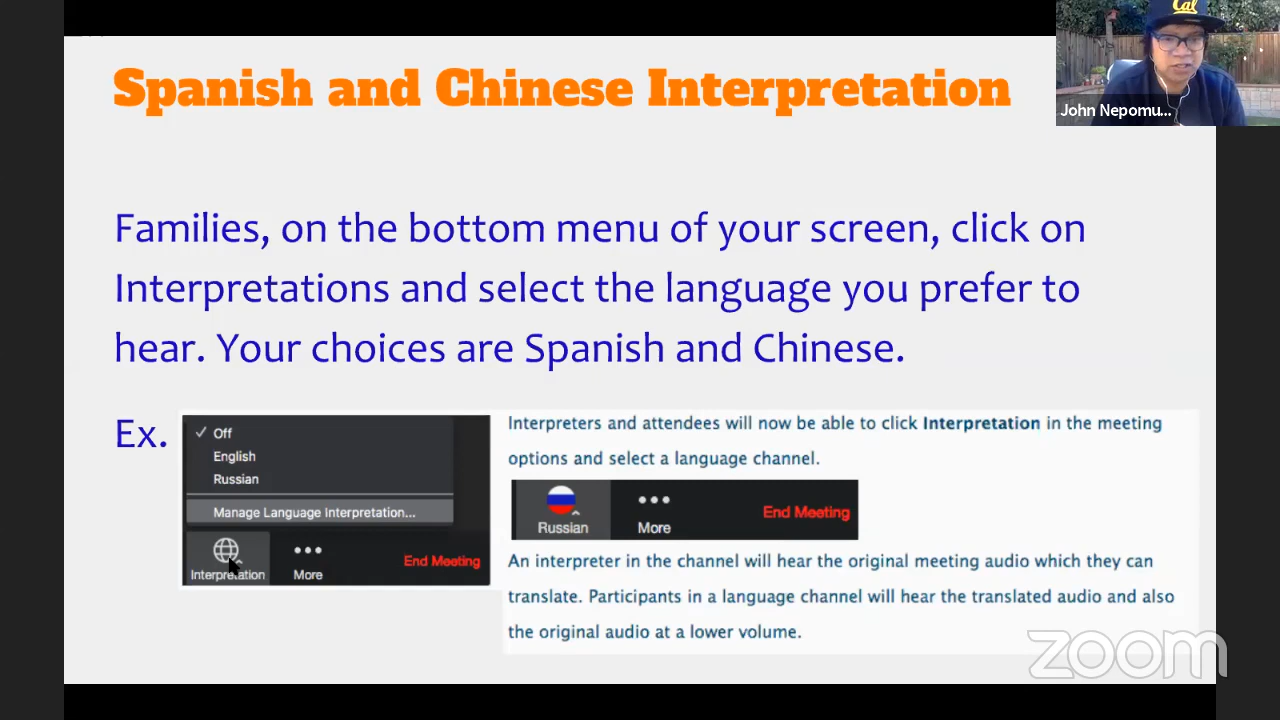 Cal
John Nepomu...
Spanish and Chinese Interpretation
Families, on the bottom menu of your screen, click on
Interpretations and select the language you prefer to
hear. Your choices are Spanish and Chinese.
Ex.
Off
English
Russian
Manage Language Interpretation...
Interpretation
More
End Meeting
Interpreters and attendees will now be able to click Interpretation in the meeting
options and select a language channel.
Russian
More
End Meeting
An interpreter in the channel will hear the original meeting audio which they can
translate. Participants in a language channel will hear the translated audio and also
the original audio at a lower volume.
zoom